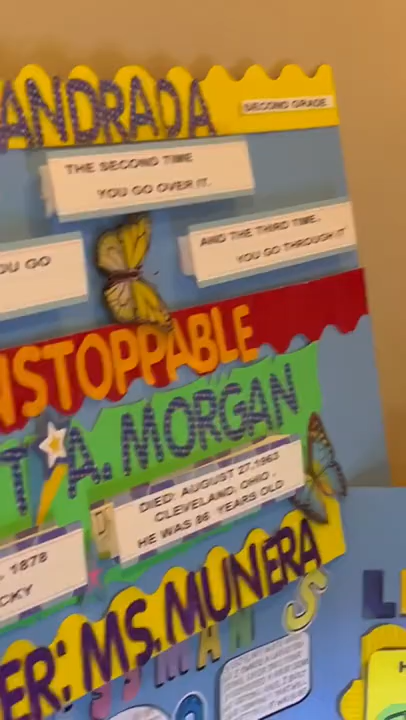 ANDRADA
SECOND GRADE
THE SECOND TIME
YOU GO OVER IT.
OU GO
AND THE THIRD TIME,
YOU GO THROUGH IT
NSTOPPABLE
T A. MORGAN
DIED: AUGUST 27,1963
CLEVELAND, OHIO.
HE WAS 86 YEARS OLD
, 1878
CKY
ER: MS. MUNERA
MAN S
L
H